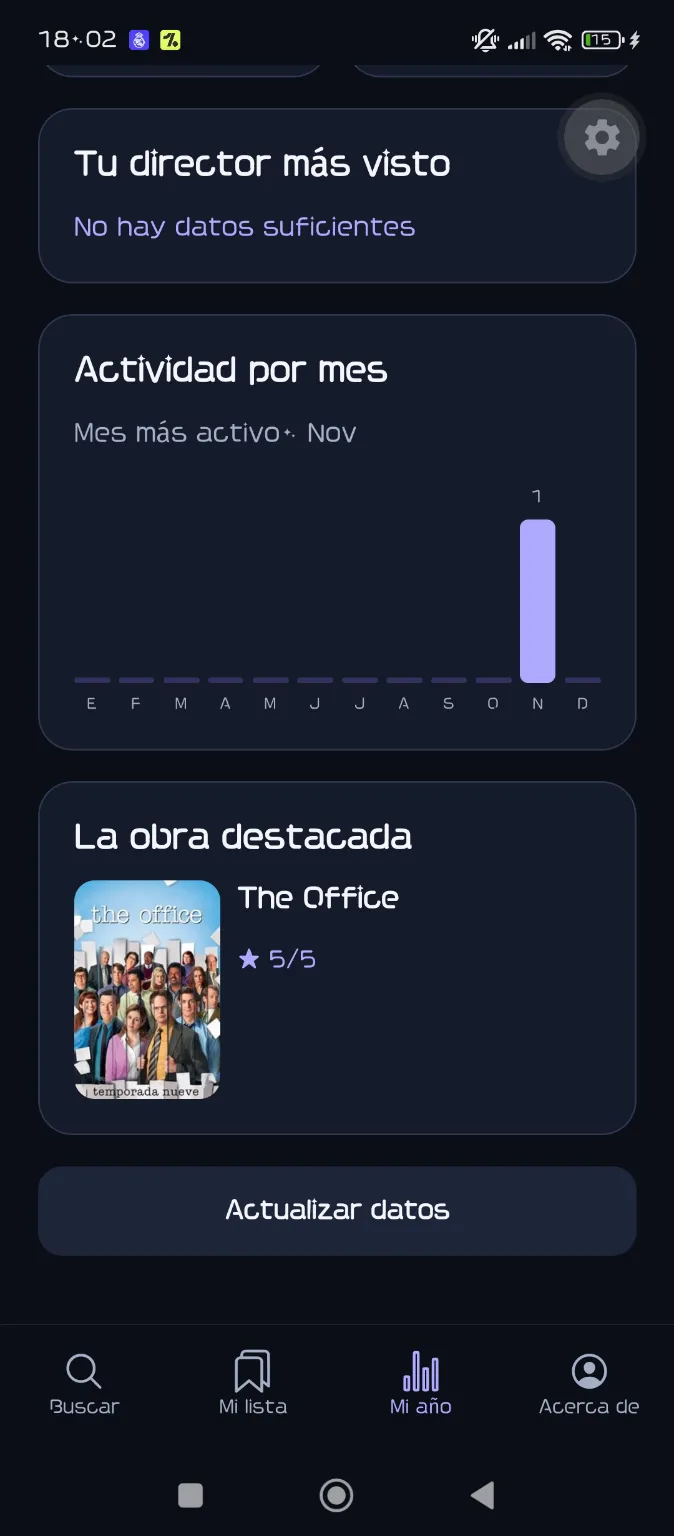 18:02
15
Tu director más visto
No hay datos suficientes
Actividad por mes
Mes más activo: Nov
1
E F M A M J J A S O N D
La obra destacada
the office
temporada nueve
The Office
★ 5/5
Actualizar datos
Buscar
Mi lista
Mi año
Acerca de